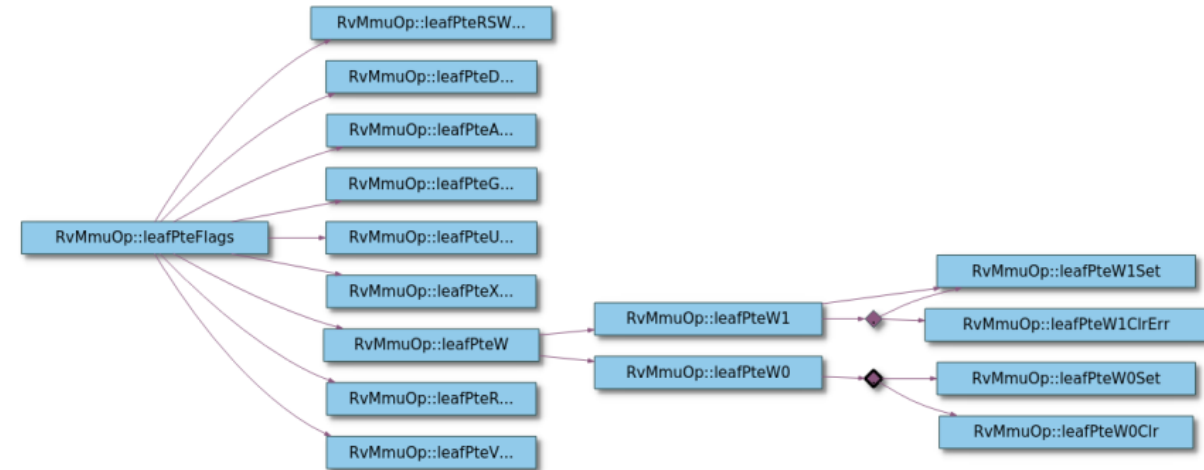 RvMmuOp::leafPteFlags
RvMmuOp::leafPteRSW...
RvMmuOp::leafPteD...
RvMmuOp::leafPteA...
RvMmuOp::leafPteG...
RvMmuOp::leafPteU...
RvMmuOp::leafPteX...
RvMmuOp::leafPteW
RvMmuOp::leafPteR...
RvMmuOp::leafPteV...
RvMmuOp::leafPteW1
RvMmuOp::leafPteW0
RvMmuOp::leafPteW1Set
RvMmuOp::leafPteW1ClrErr
RvMmuOp::leafPteW0Set
RvMmuOp::leafPteW0Clr